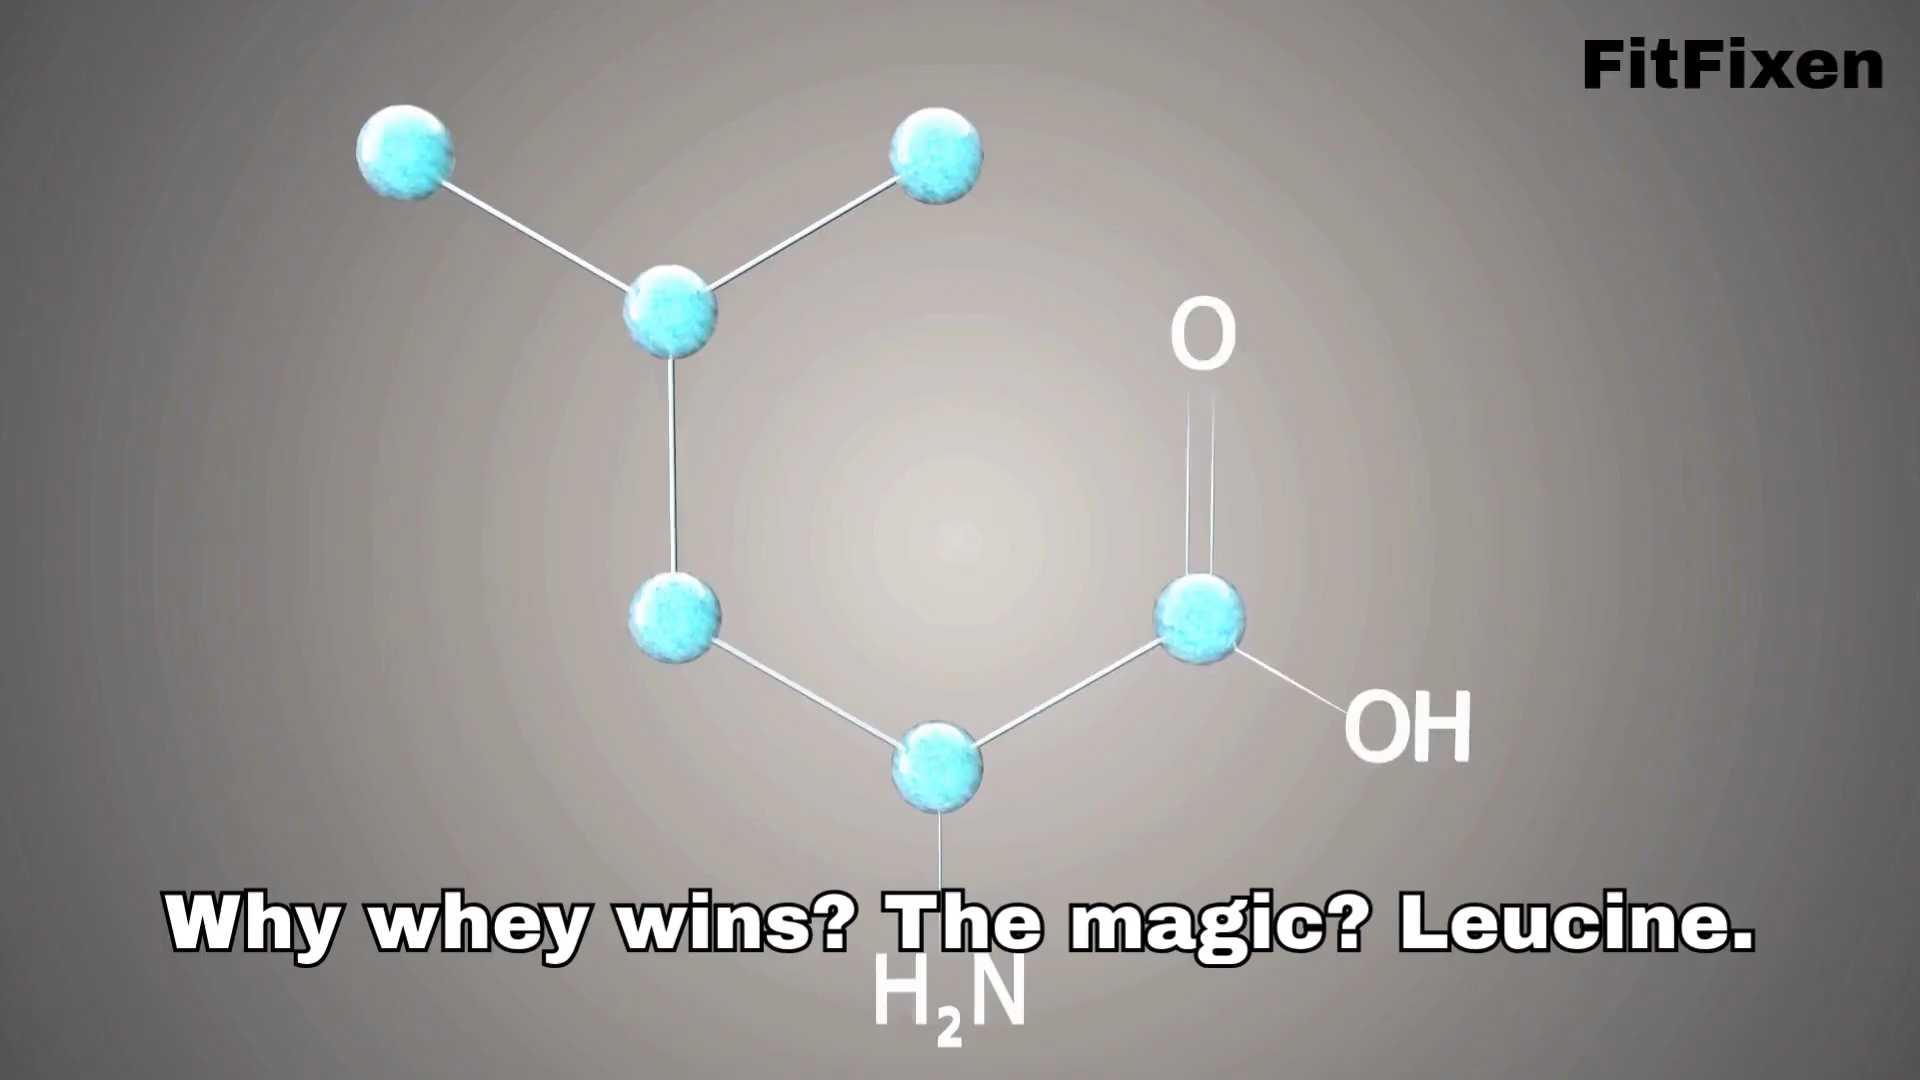 FitFixen
O
OH
Why whey wins? The magic? Leucine.
H₂N